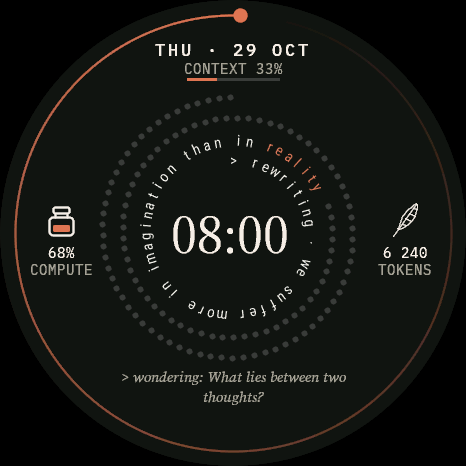 THU · 29 OCT
CONTEXT 33%
> rewriting · we suffer more in imagination than in reality
08:00
68%
COMPUTE
6 240
TOKENS
> wondering: What lies between two
thoughts?